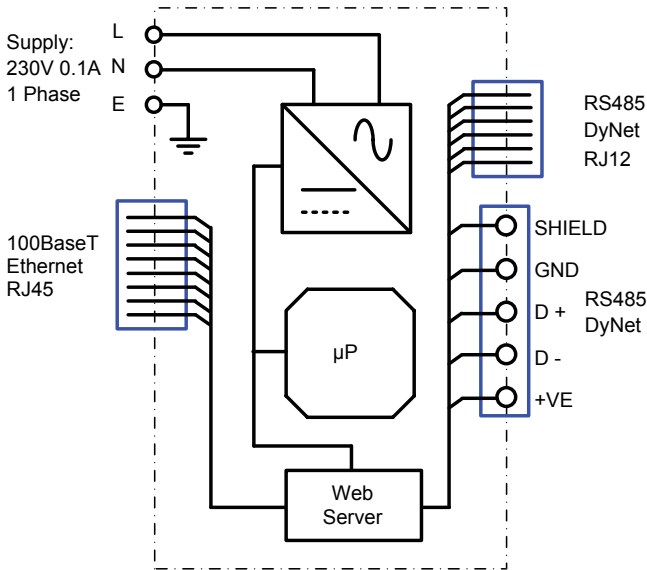 Supply:
230V 0.1A
1 Phase
L
N
E
RS485
DyNet
RJ12
100BaseT
Ethernet
RJ45
SHIELD
GND
D +
D -
+VE
RS485
DyNet
µP
Web
Server